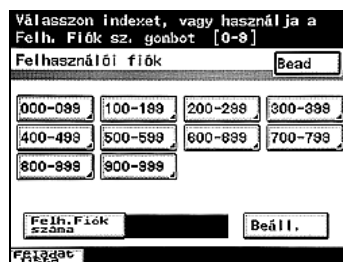 Válasszon indexet, vagy használja a
Felh. Fiók sz. gombot [0-9]
Felhasználói fiók
Bead
000-099 100-199 200-299 300-399
400-499 500-599 600-699 700-799
800-899 900-999
Felh.Fiók
száma
Beáll.
Feladat
lista